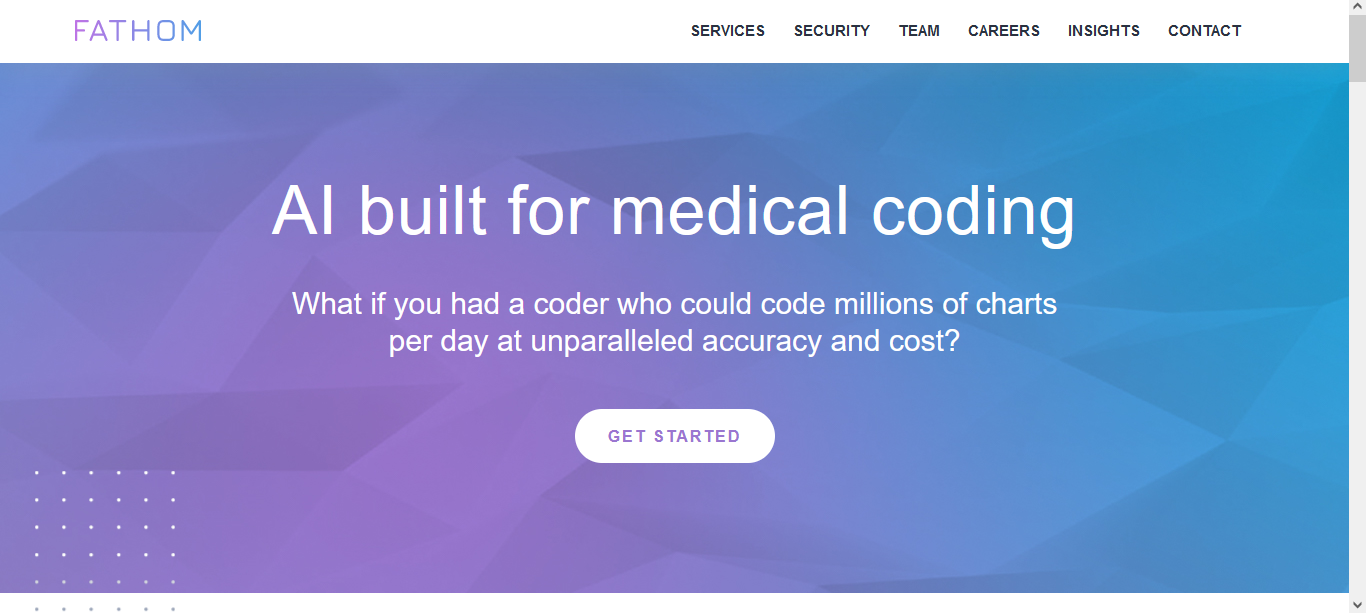 FATHOM
SERVICES SECURITY TEAM CAREERS INSIGHTS CONTACT
AI built for medical coding
What if you had a coder who could code millions of charts
per day at unparalleled accuracy and cost?
GET STARTED